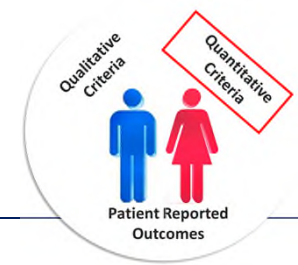 Qualitative
Criteria
Quantitative
Criteria
Patient Reported
Outcomes